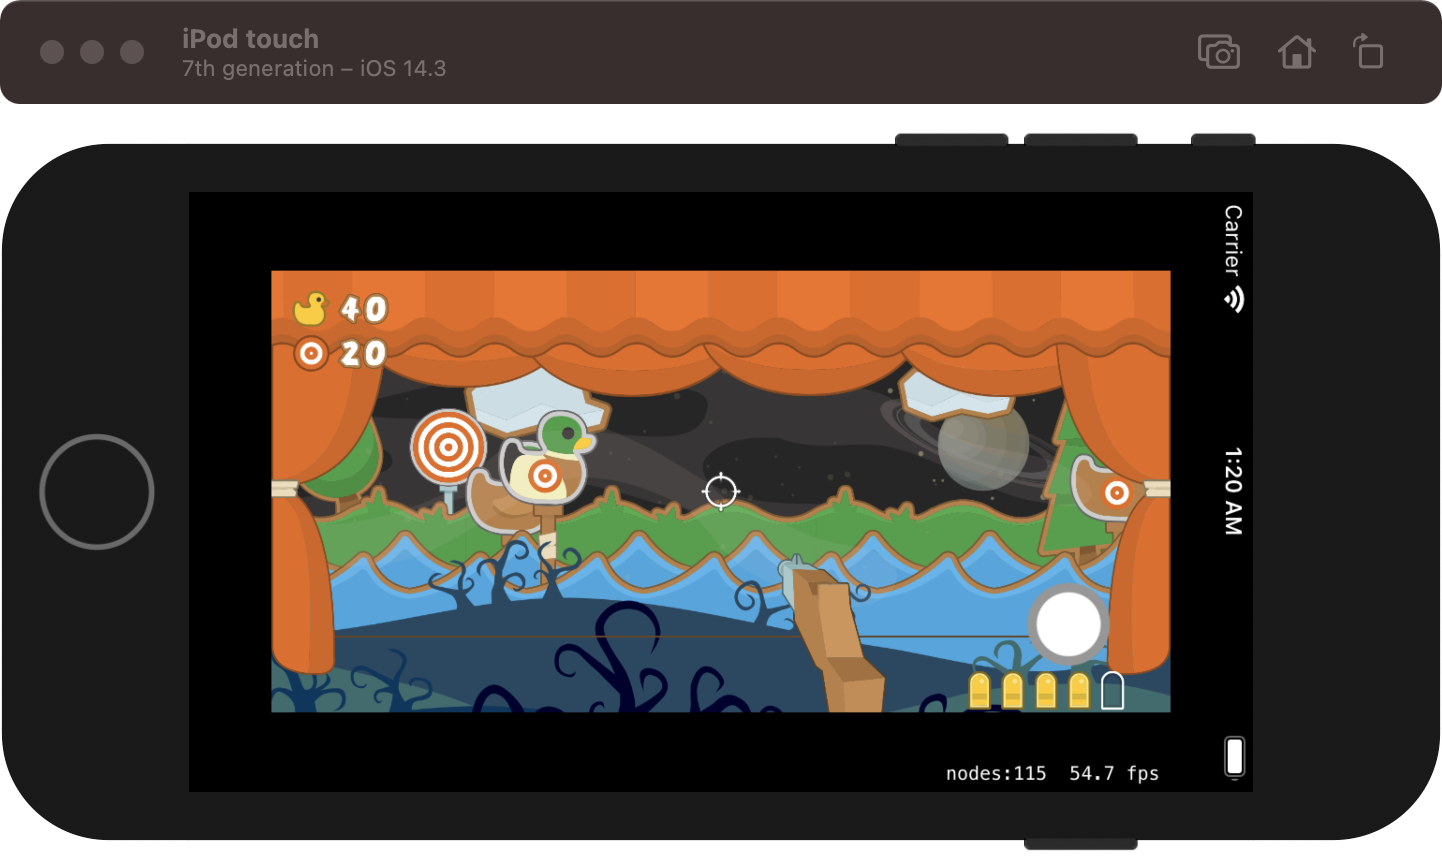 iPod touch
7th generation – iOS 14.3
Carrier
1:20 AM
40
20
nodes:115 54.7 fps